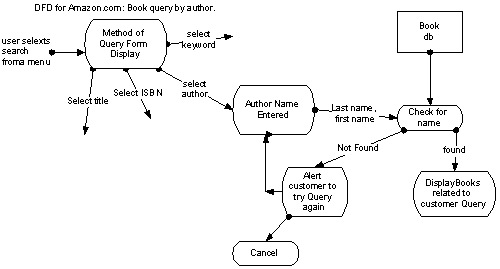 DFD for Amazon.com: Book query by author.
user selexts
search
froma menu
Method of
Query Form
Display
select
keyword
Book
db
Select title
Select ISBN
select
author
Author Name
Entered
Last name,
first name
Check for
name
Not Found
found
Alert
customer to
try Query
again
DisplayBooks
related to
customer Query
Cancel